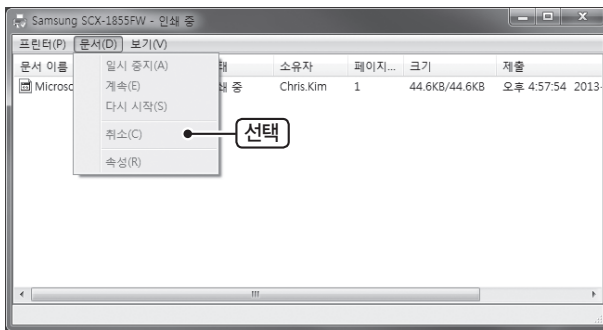 Samsung SCX-1855FW - 인쇄 중
프린터(P) 문서(D) 보기(V)
문서 이름 소유자 페이지... 크기 제출
일시 중지(A)
Microsoc 쇄 중 Chris.Kim 1 44.6KB/44.6KB 오후 4:57:54 2013-
계속(E)
다시 시작(S)
취소(C) 선택
속성(R)